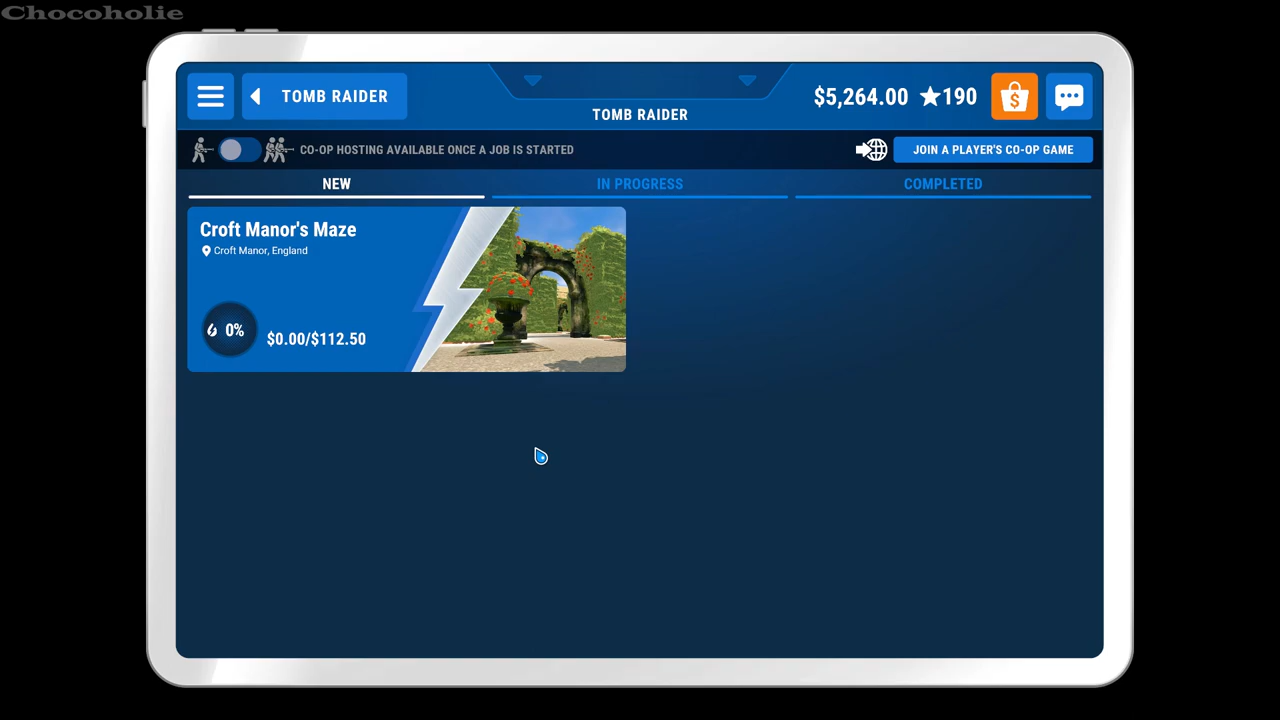 Chocoholie
TOMB RAIDER
TOMB RAIDER
$5,264.00 ★190
CO-OP HOSTING AVAILABLE ONCE A JOB IS STARTED
JOIN A PLAYER'S CO-OP GAME
NEW
IN PROGRESS
COMPLETED
Croft Manor's Maze
Croft Manor, England
0%
$0.00/$112.50